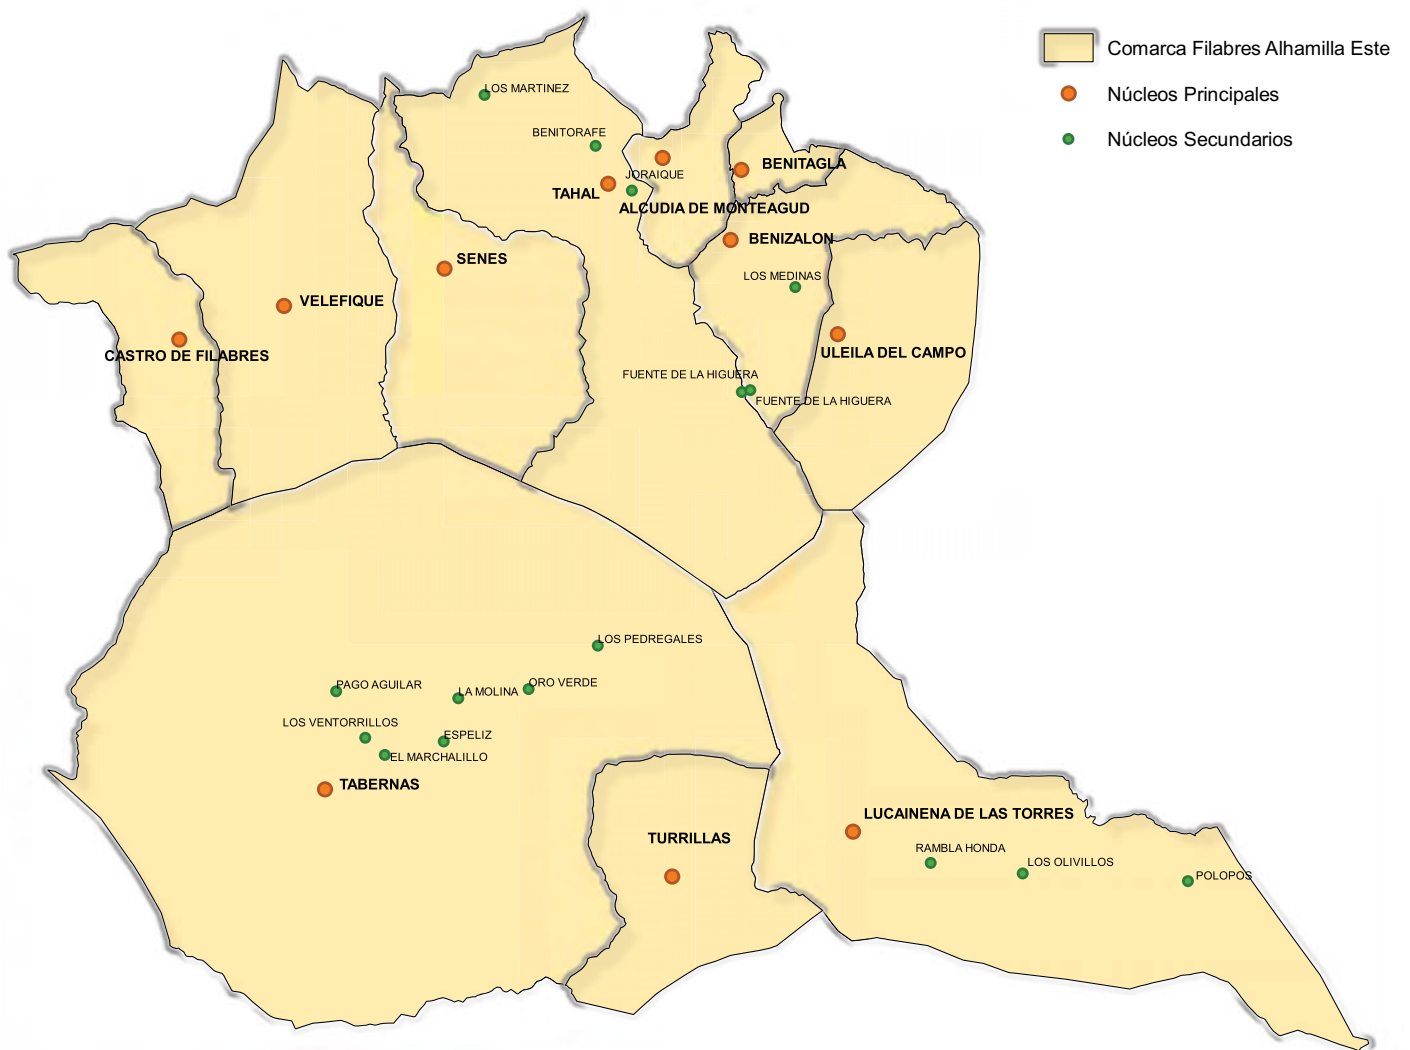 Comarca Filabres Alhamilla Este
Núcleos Principales
Núcleos Secundarios
LOS MARTINEZ
BENITORAFE
JORAIQUE
TAHAL
BENITAGLA
ALCUDIA DE MONTEAGUD
BENIZALON
SENES
LOS MEDINAS
VELEFIQUE
CASTRO DE FILABRES
ULEILA DEL CAMPO
FUENTE DE LA HIGUERA
FUENTE DE LA HIGUERA
LOS PEDREGALES
PAGO AGUILAR
LA MOLINA
ORO VERDE
LOS VENTORRILLOS
ESPELIZ
EL MARCHALILLO
TABERNAS
TURRILLAS
LUCAINENA DE LAS TORRES
RAMBLA HONDA
LOS OLIVILLOS
POLOPOS